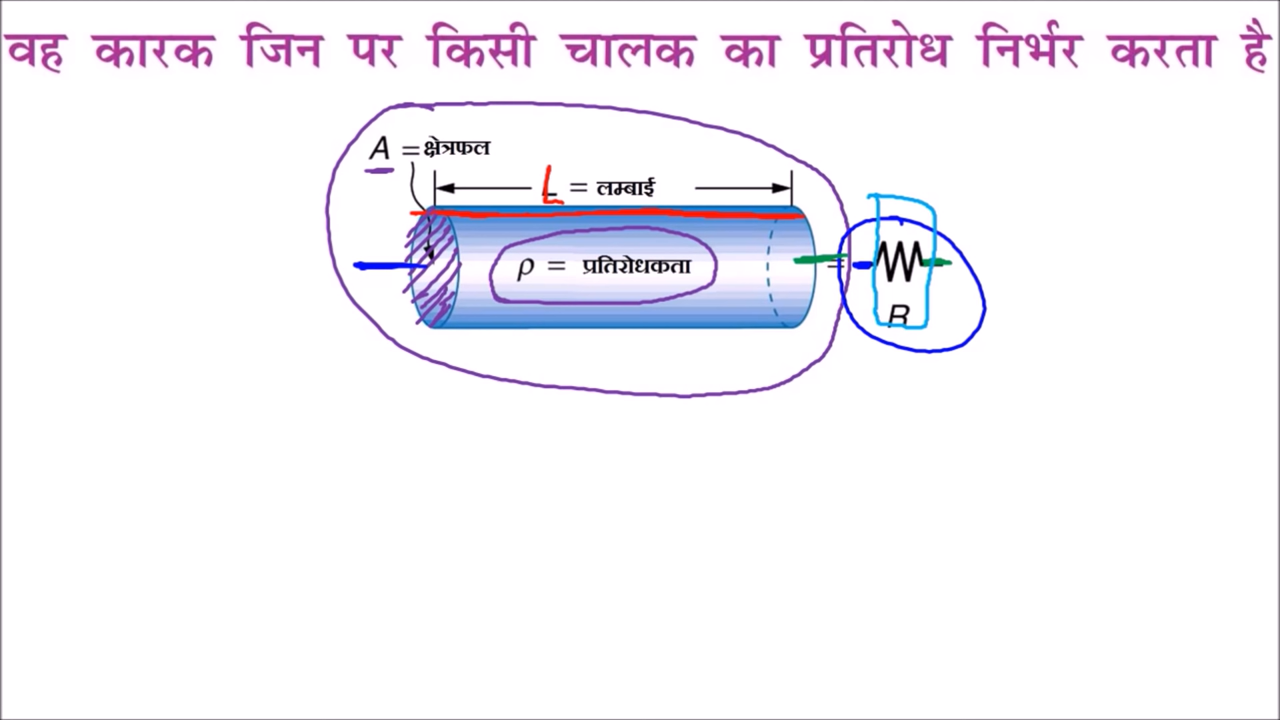 वह कारक जिन पर किसी चालक का प्रतिरोध निर्भर करता है
A = क्षेत्रफल
L = लम्बाई
ρ = प्रतिरोधकता
=
R